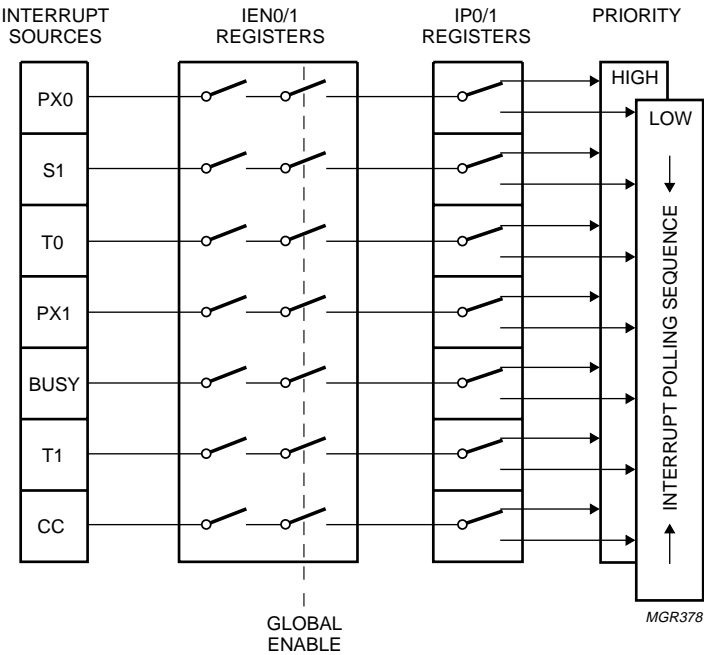 INTERRUPT
SOURCES
IEN0/1
REGISTERS
IP0/1
REGISTERS
PRIORITY
PX0
S1
T0
PX1
BUSY
T1
CC
HIGH
LOW
INTERRUPT POLLING SEQUENCE
GLOBAL
ENABLE
MGR378